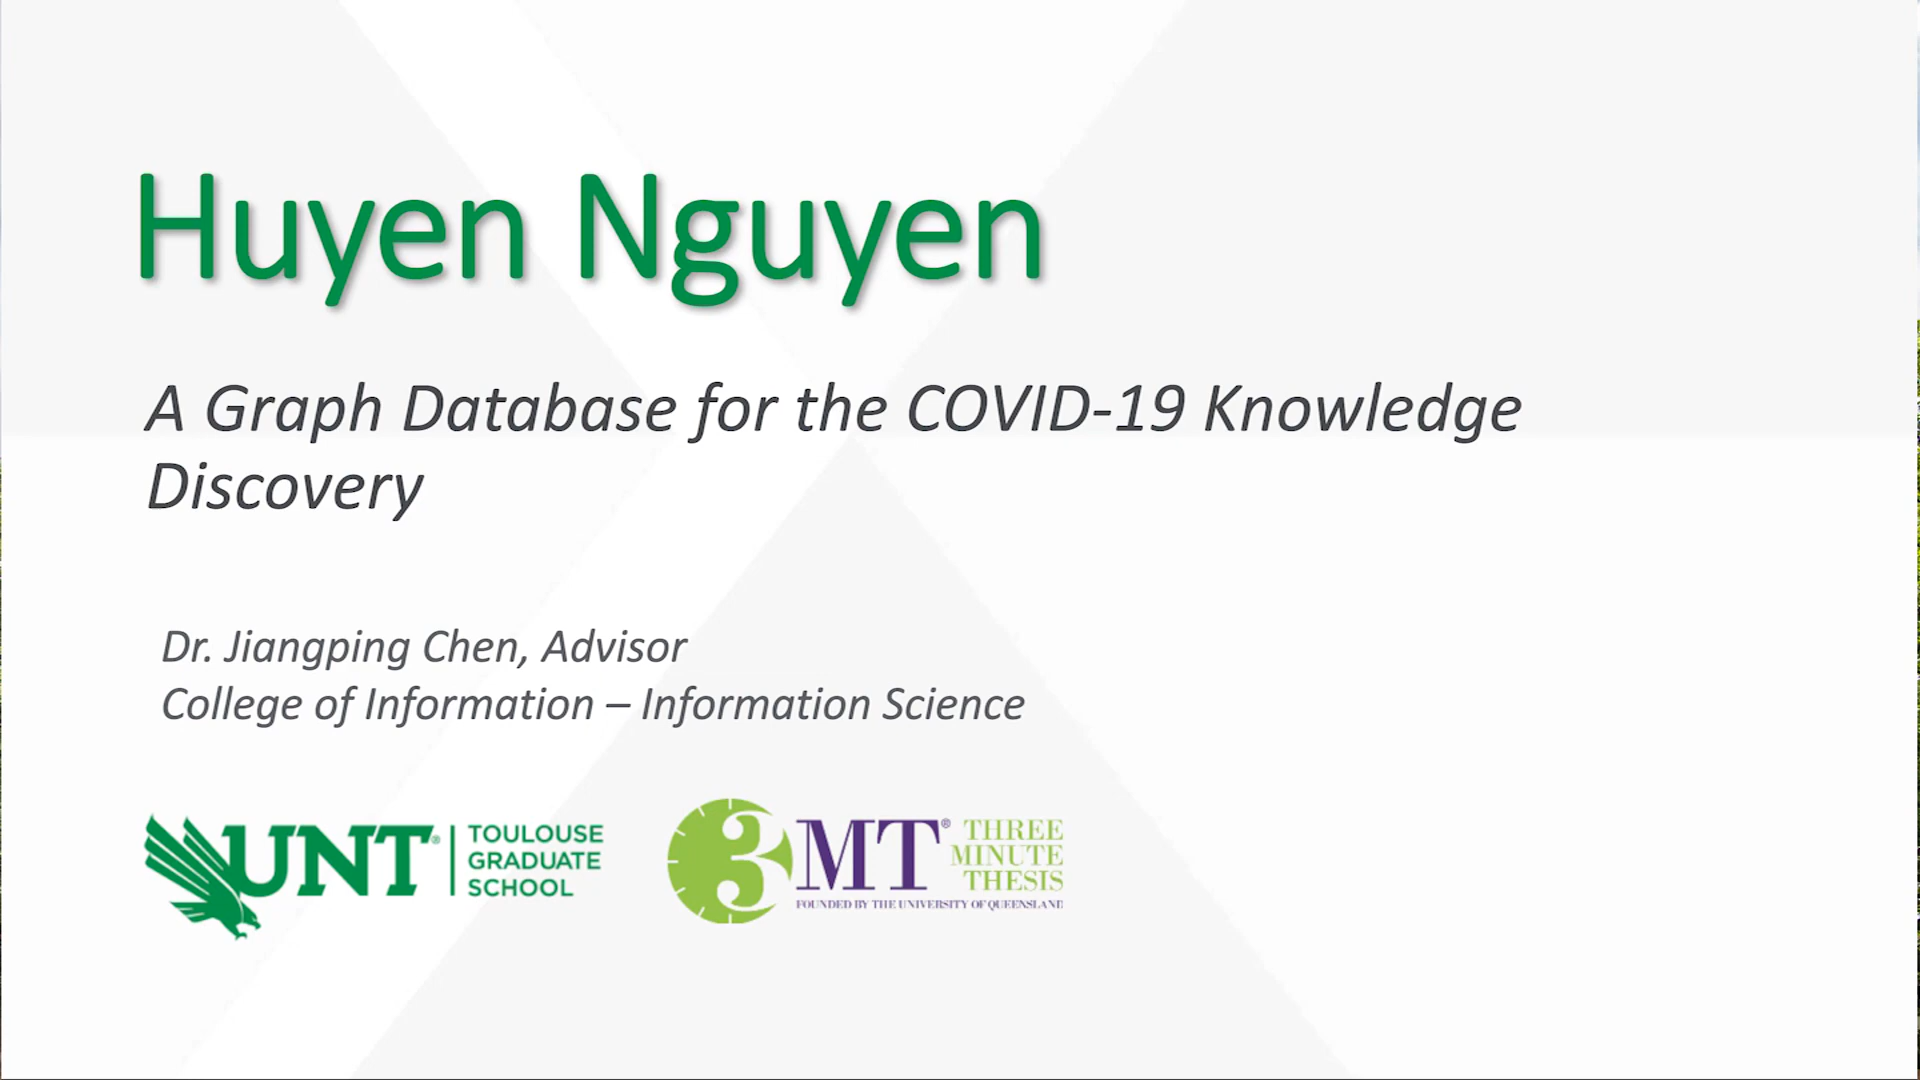 Huyen Nguyen
A Graph Database for the COVID-19 Knowledge
Discovery
Dr. Jiangping Chen, Advisor
College of Information – Information Science
UNT® | TOULOUSE
GRADUATE
SCHOOL
3MT® THREE
MINUTE
THESIS
FOUNDED BY THE UNIVERSITY OF QUEENSLAND